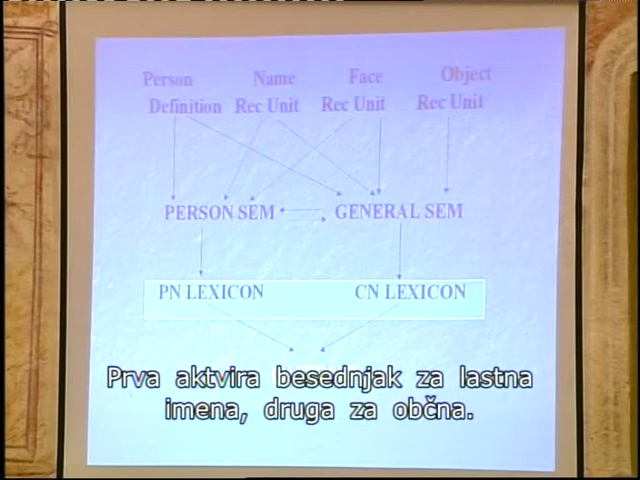 Person Name Face Object
Definition Rec Unit Rec Unit Rec Unit
PERSON SEM GENERAL SEM
PN LEXICON CN LEXICON
Prva aktvira besednjak za lastna
imena, druga za občna.